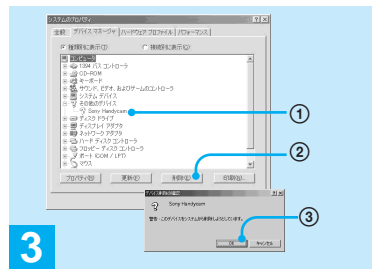 システムのプロパティ
全般 デバイス マネージャ ハードウェア プロファイル パフォーマンス
種類別に表示(T) 接続別に表示(C)
コンピュータ
1394 バス コントローラ
CD-ROM
キーボード
サウンド、ビデオ、およびゲームのコントローラ
システム デバイス
その他のデバイス
Sony Handycam
ディスク ドライブ
ディスプレイ アダプタ
ネットワーク アダプタ
ハード ディスク コントローラ
フロッピー ディスク コントローラ
ポート (COM / LPT)
マウス
①
②
プロパティ(R) 更新(F) 削除(E) 印刷(N)...
デバイス削除の確認
Sony Handycam
警告 : このデバイスをシステムから削除しようとしています。
③
OK キャンセル
3